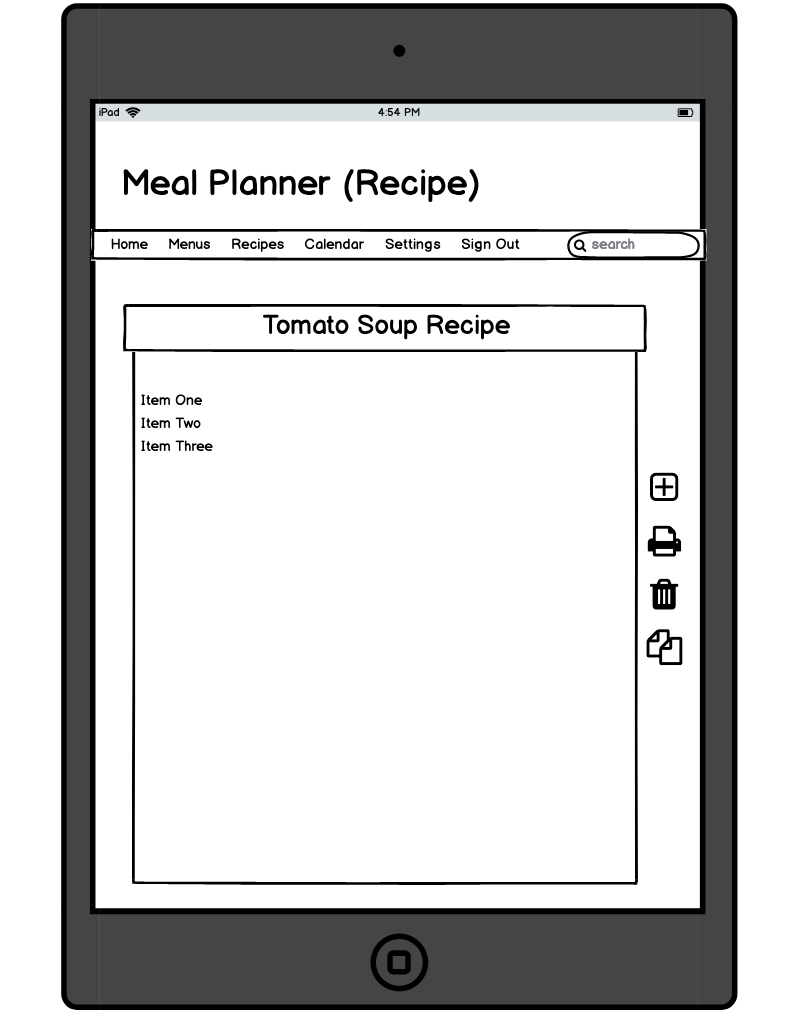 iPad 4:54 PM
Meal Planner (Recipe)
Home Menus Recipes Calendar Settings Sign Out search
Tomato Soup Recipe
Item One
Item Two
Item Three